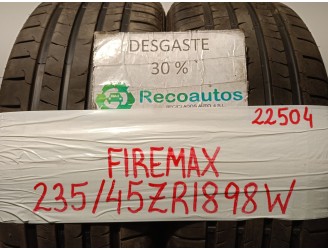 DESGASTE
30 %
Recoautos
22504
FIREMAX
235/45ZR1898W